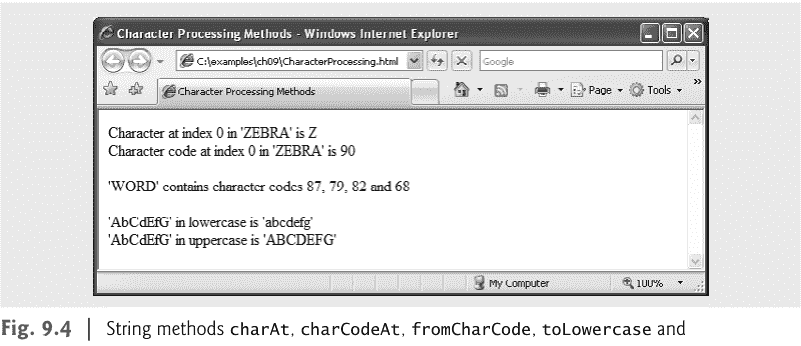 Character Processing Methods - Windows Internet Explorer
C:\examples\ch09\CharacterProcessing.html
Google
Character Processing Methods
Page
Tools
Character at index 0 in 'ZEBRA' is Z
Character code at index 0 in 'ZEBRA' is 90
'WORD' contains character codes 87, 79, 82 and 68
'AbCdEfG' in lowercase is 'abcdefg'
'AbCdEfG' in uppercase is 'ABCDEFG'
My Computer
100%
Fig. 9.4 | String methods charAt, charCodeAt, fromCharCode, toLowercase and